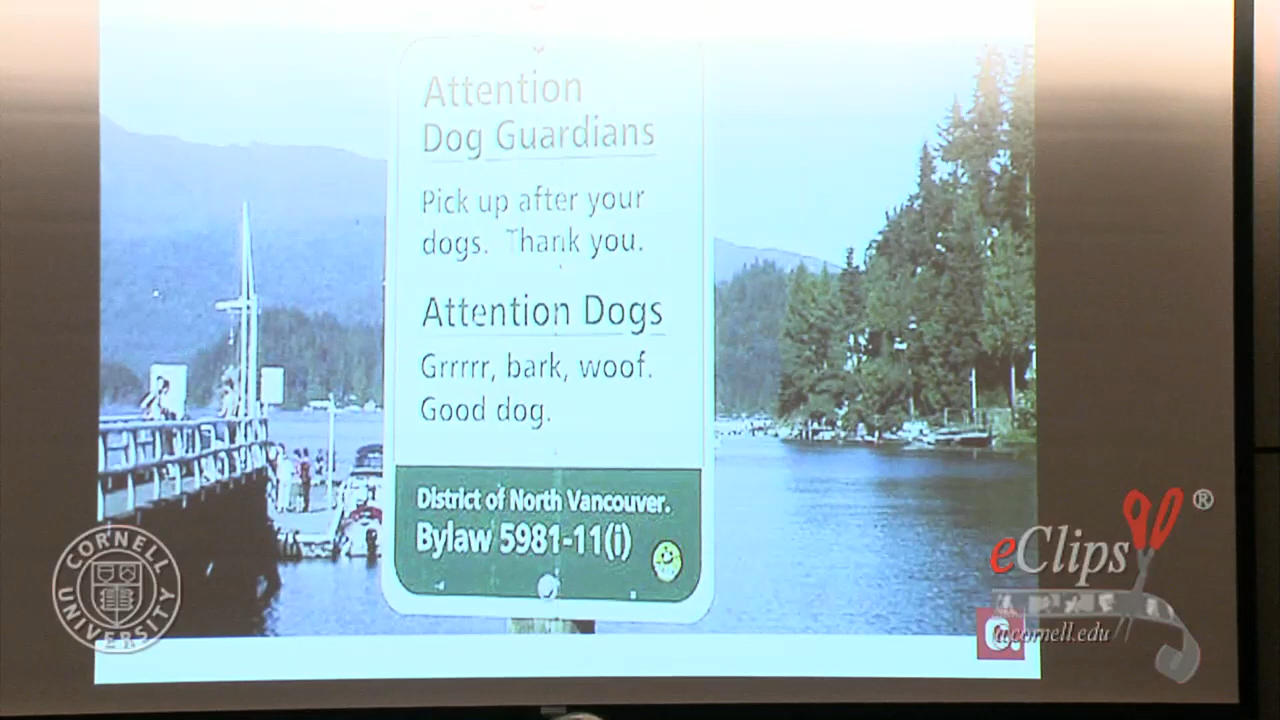 Attention
Dog Guardians
Pick up after your
dogs. Thank you.
Attention Dogs
Grrrrr, bark, woof.
Good dog.
District of North Vancouver.
Bylaw 5981-11(i)
CORNELL
UNIVERSITY
eClips®
cornell.edu